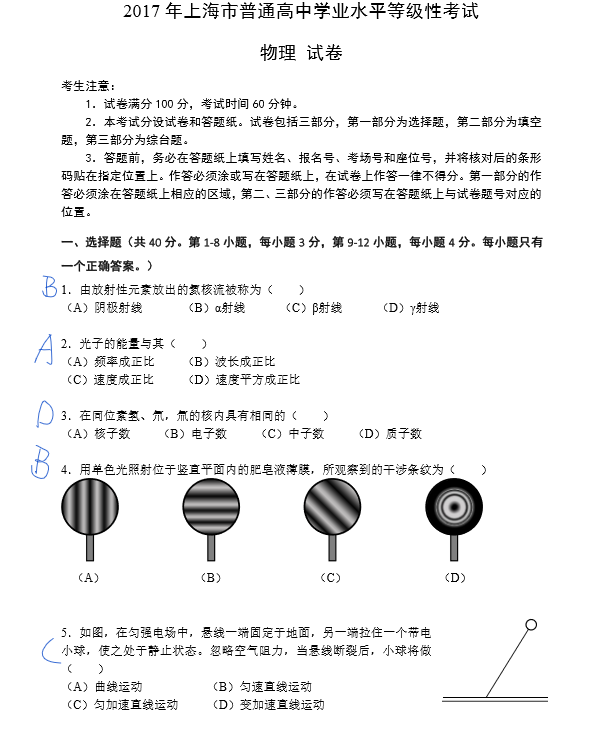 2017 年上海市普通高中学业水平等级性考试
物理 试卷
考生注意：
1．试卷满分 100 分，考试时间 60 分钟。
2．本考试分设试卷和答题纸。试卷包括三部分，第一部分为选择题，第二部分为填空
题，第三部分为综合题。
3．答题前，务必在答题纸上填写姓名、报名号、考场号和座位号，并将核对后的条形
码贴在指定位置上。作答必须涂或写在答题纸上，在试卷上作答一律不得分。第一部分的作
答必须涂在答题纸上相应的区域，第二、三部分的作答必须写在答题纸上与试卷题号对应的
位置。
一、选择题（共 40 分。第 1-8 小题，每小题 3 分，第 9-12 小题，每小题 4 分。每小题只有
一个正确答案。）
B 1．由放射性元素放出的氦核流被称为（　　）
（A）阴极射线　（B）α射线　（C）β射线　（D）γ射线
A 2．光子的能量与其（　　）
（A）频率成正比　（B）波长成正比
（C）速度成正比　（D）速度平方成正比
D 3．在同位素氢、氘，氚的核内具有相同的（　　）
（A）核子数　（B）电子数　（C）中子数　（D）质子数
B 4．用单色光照射位于竖直平面内的肥皂液薄膜，所观察到的干涉条纹为（　　）
（A）　（B）　（C）　（D）
5．如图，在匀强电场中，悬线一端固定于地面，另一端拉住一个带电
C 小球，使之处于静止状态。忽略空气阻力，当悬线断裂后，小球将做
（　　）
（A）曲线运动　（B）匀速直线运动
（C）匀加速直线运动　（D）变加速直线运动